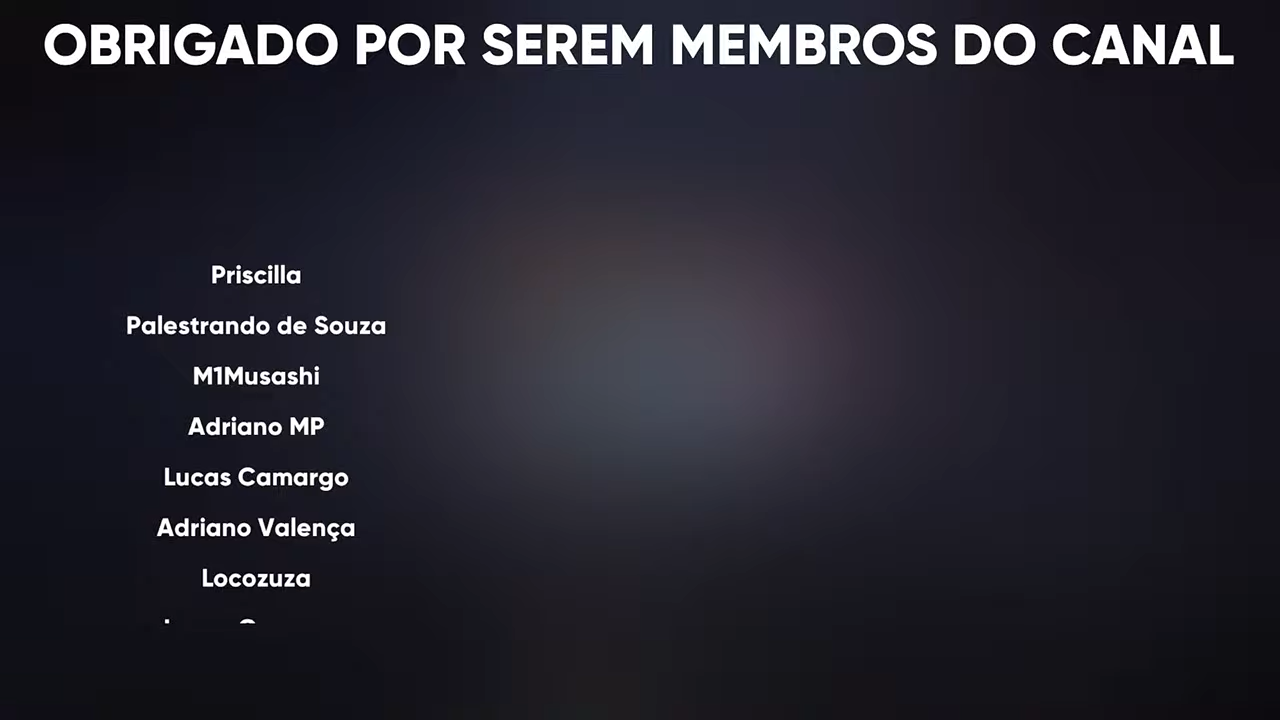 OBRIGADO POR SEREM MEMBROS DO CANAL
Priscilla
Palestrando de Souza
M1Musashi
Adriano MP
Lucas Camargo
Adriano Valença
Locozuza